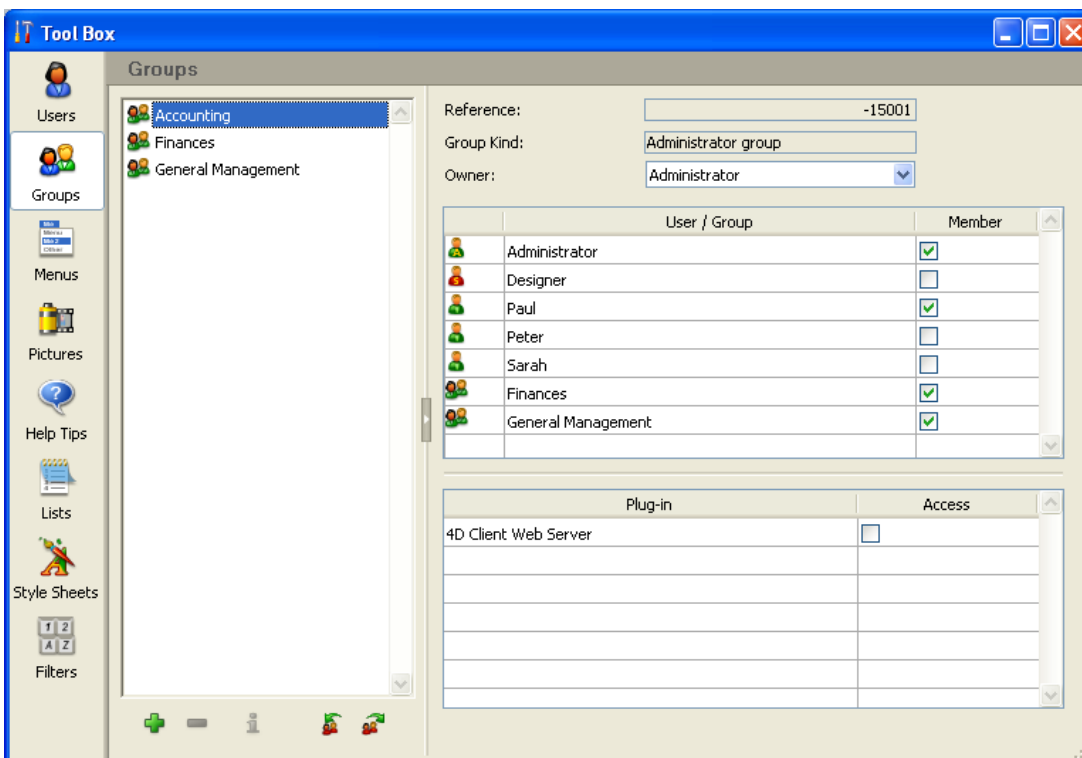 Tool Box
Groups
Users
Groups
Menus
Pictures
Help Tips
Lists
Style Sheets
Filters
Accounting
Finances
General Management
Reference: -15001
Group Kind: Administrator group
Owner: Administrator
User / Group Member
Administrator
Designer
Paul
Peter
Sarah
Finances
General Management
Plug-in Access
4D Client Web Server